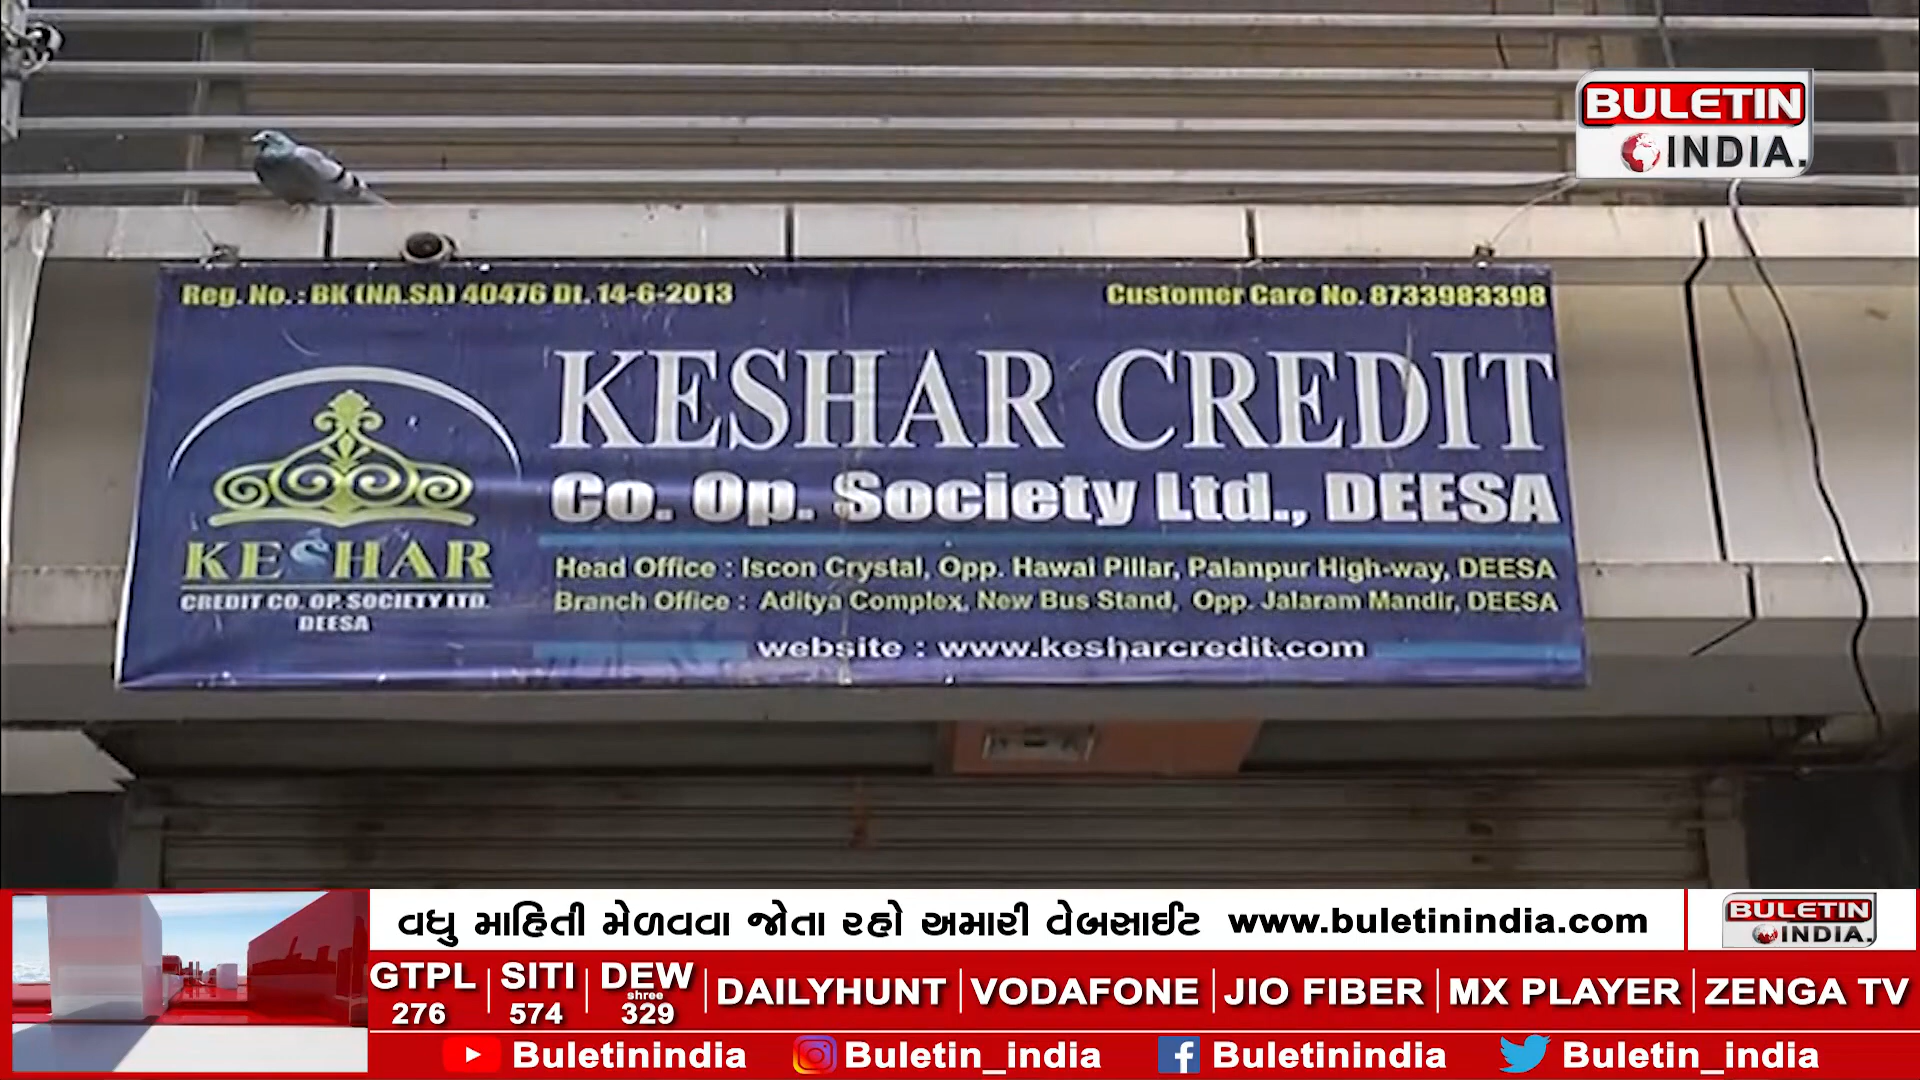 BULETIN
INDIA.
Reg. No. : BK (NA.SA) 40476 Dt. 14-6-2013
Customer Care No. 8733983398
KESHAR CREDIT
Co. Op. Society Ltd., DEESA
KESHAR
CREDIT CO. OP. SOCIETY LTD.
DEESA
Head Office : Iscon Crystal, Opp. Hawai Pillar, Palanpur High-way, DEESA
Branch Office : Aditya Complex, New Bus Stand, Opp. Jalaram Mandir, DEESA
website : www.kesharcredit.com
વધુ માહિતી મેળવવા જોતા રહો અમારી વેબસાઈટ www.buletinindia.com
BULETIN
INDIA.
GTPL 276 SITI 574 DEW shree 329 DAILYHUNT VODAFONE JIO FIBER MX PLAYER ZENGA TV
Buletinindia Buletin_india Buletinindia Buletin_india